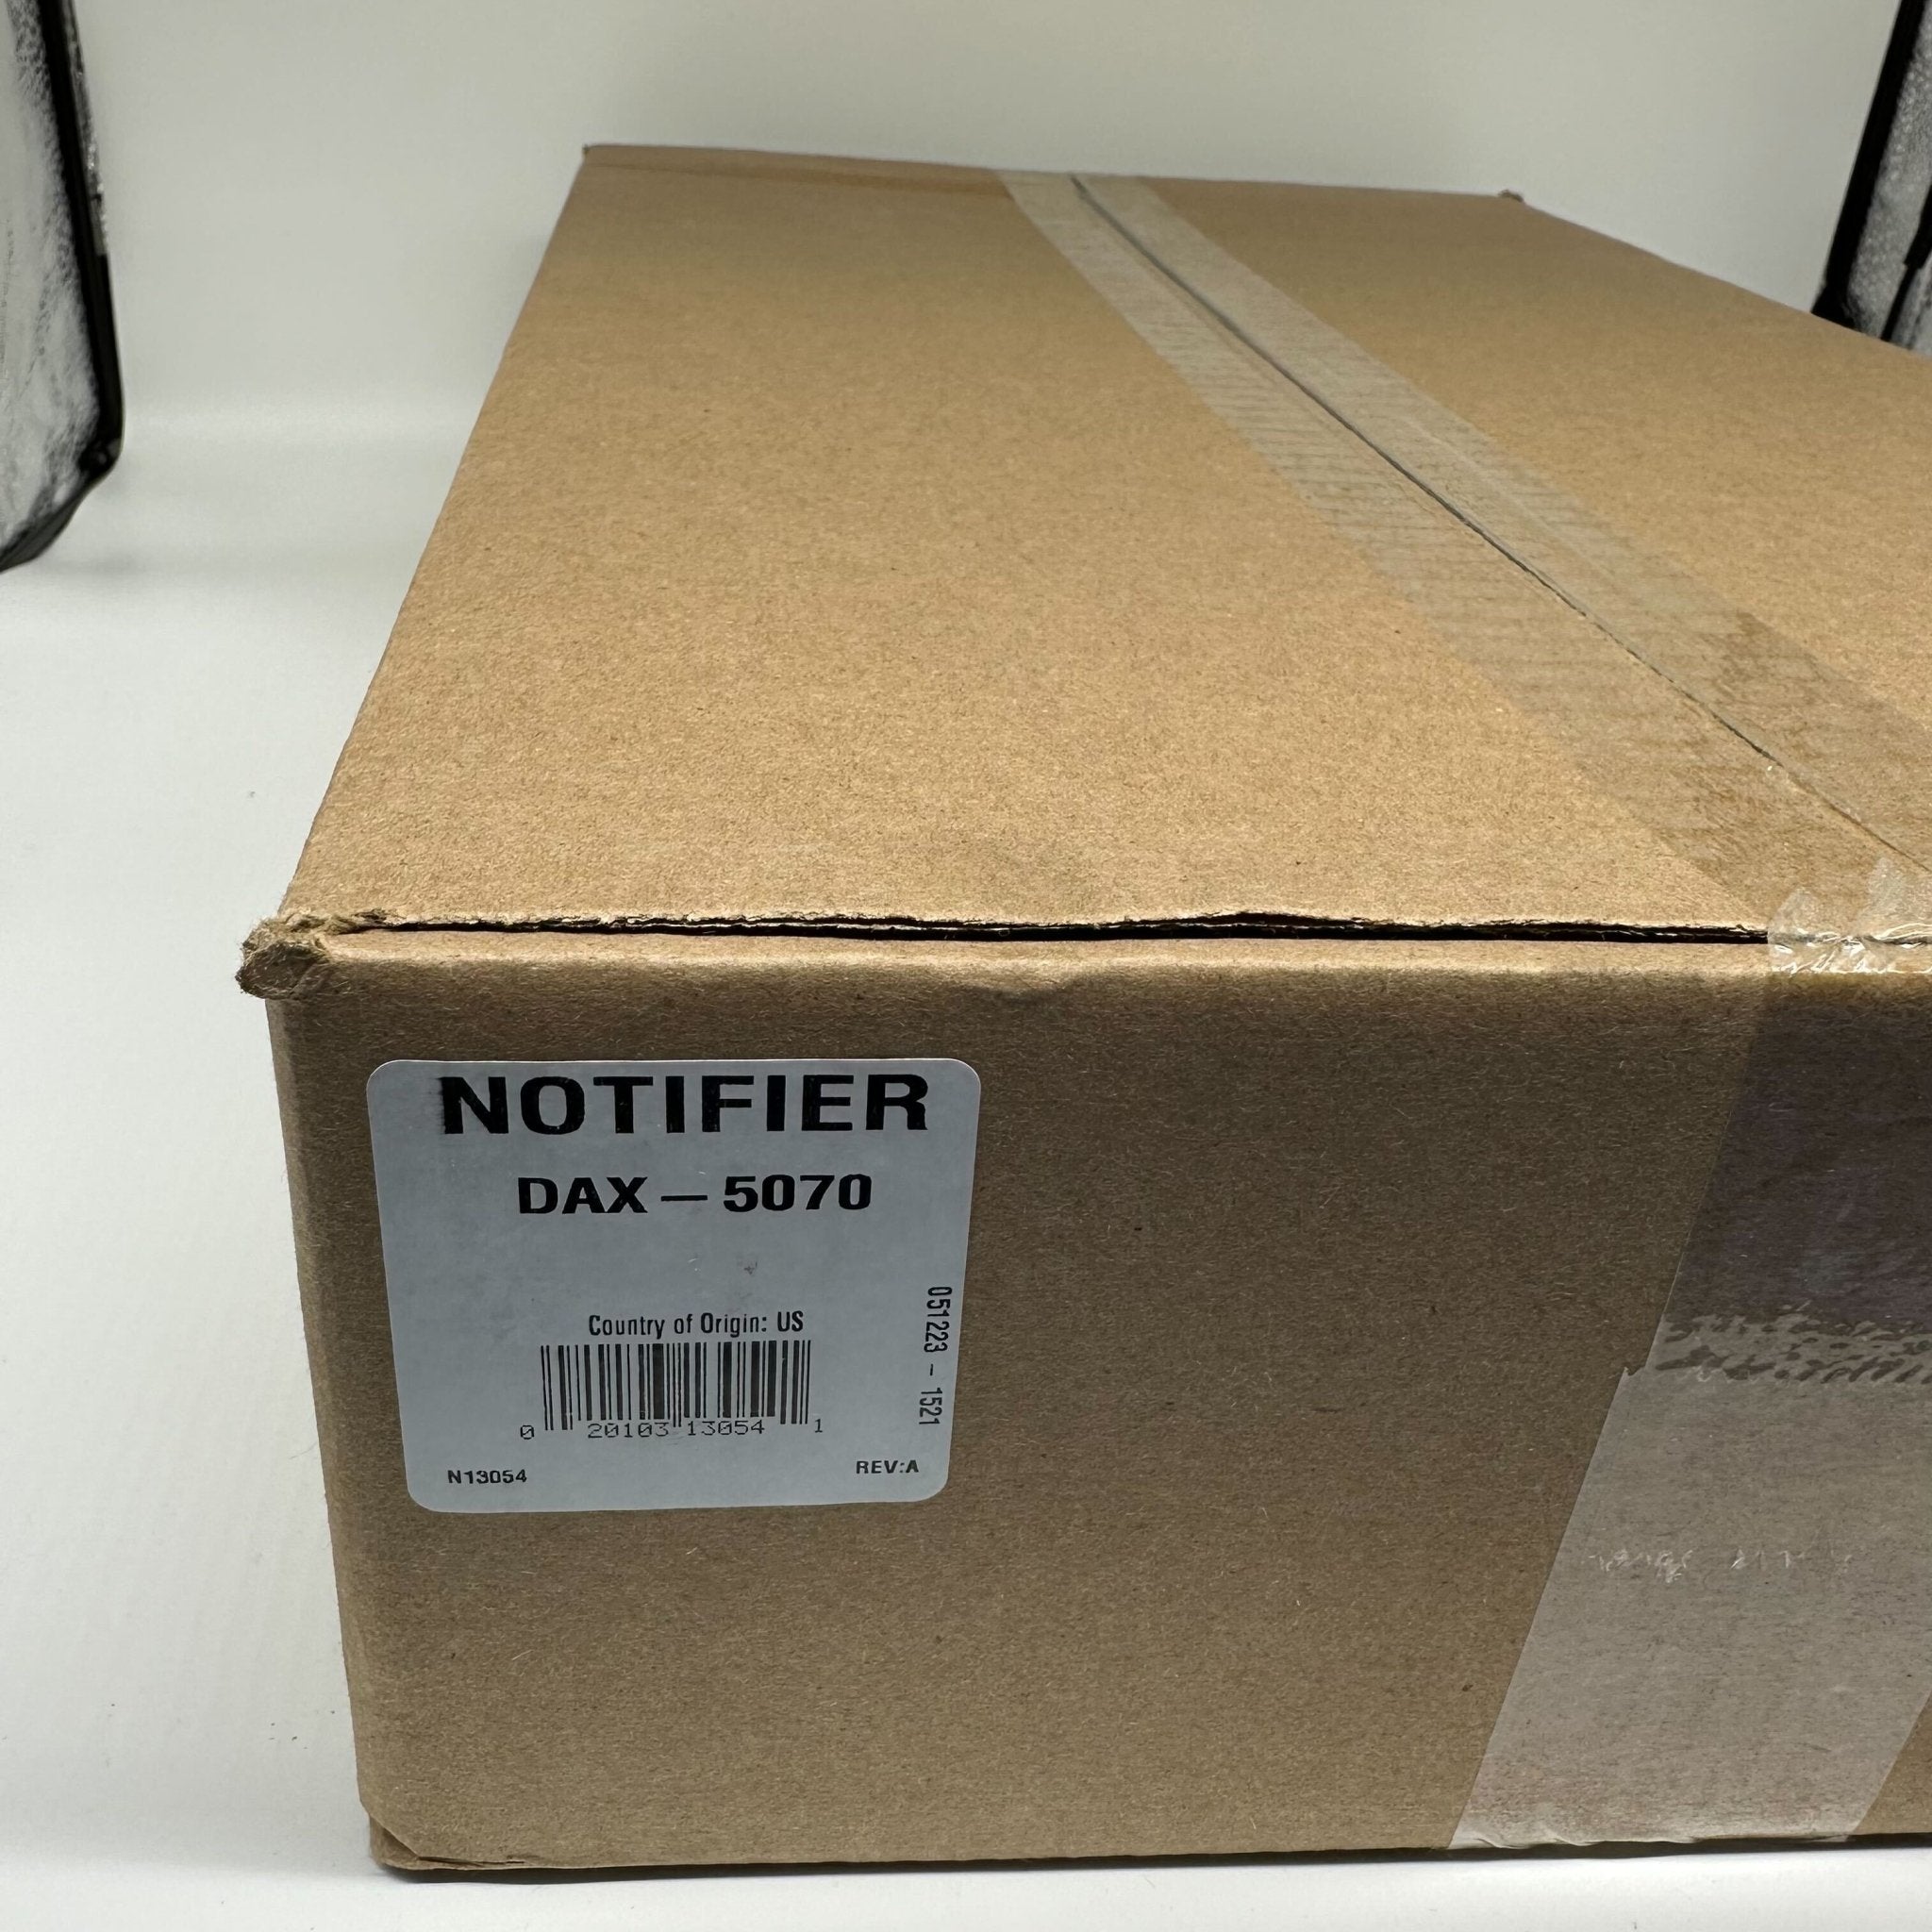 NOTIFIER
DAX — 5070
Country of Origin: US
0 20103 13054 1
051223 - 1521
N13054
REV:A